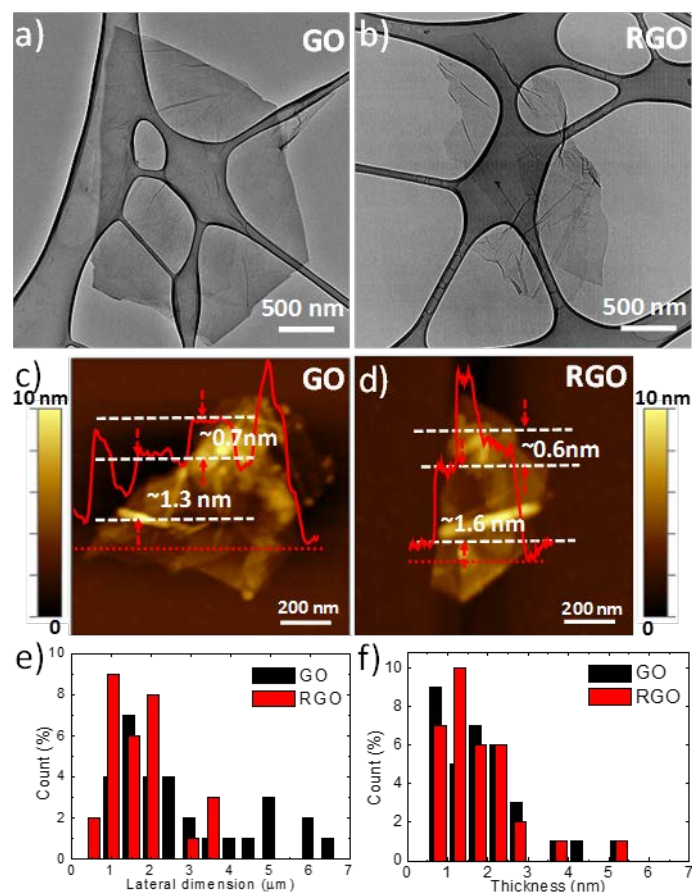 a) GO
500 nm
b) RGO
500 nm
10 nm
0
c) GO
~0.7nm
~1.3 nm
200 nm
d) RGO
~0.6nm
~1.6 nm
200 nm
10 nm
0
e)
GO
RGO
Count (%)
10
8
6
4
2
0
0 1 2 3 4 5 6 7
Lateral dimension (μm)
f)
GO
RGO
Count (%)
10
8
6
4
2
0
0 1 2 3 4 5 6 7
Thickness (nm)